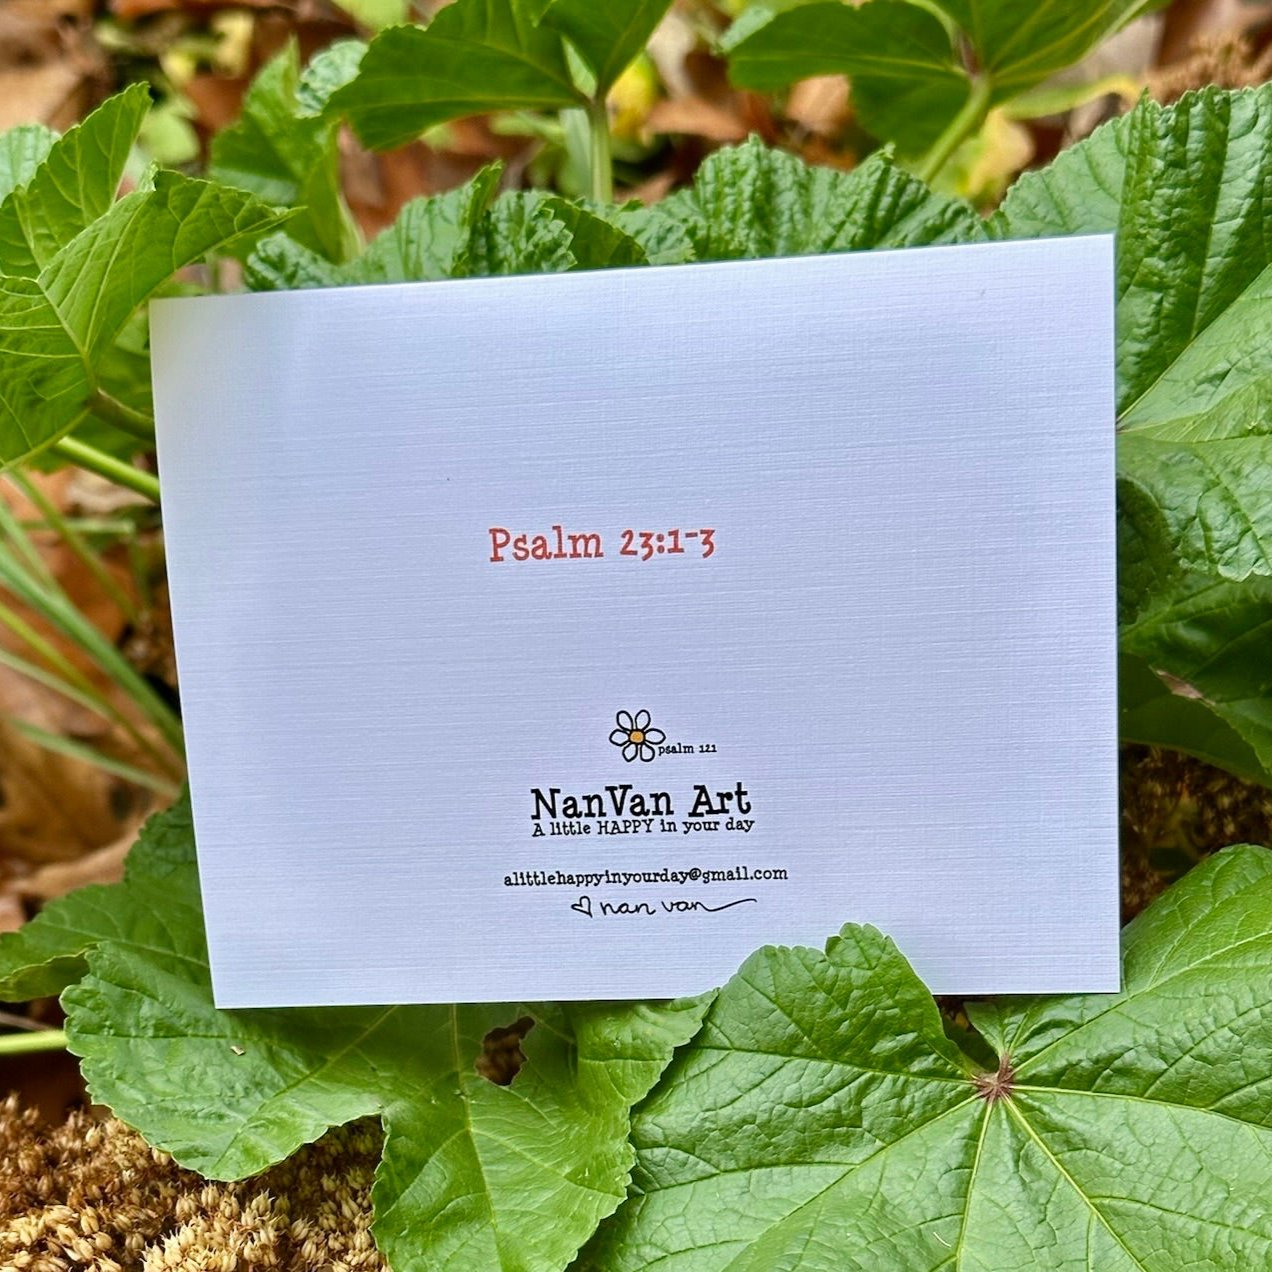 Psalm 23:1-3
psalm 121
NanVan Art
A little HAPPY in your day
alittlehappyinyourday@gmail.com
nan van